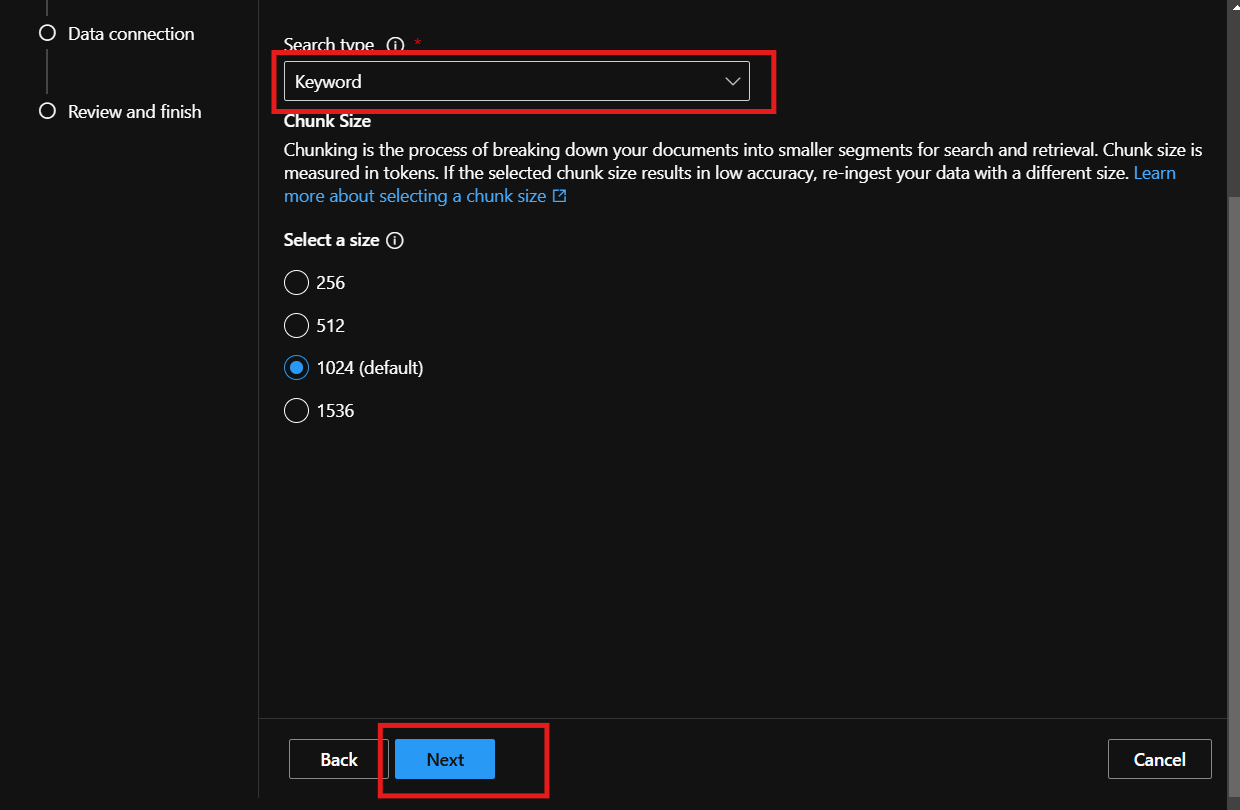 Data connection
Review and finish
Search type *
Keyword
Chunk Size
Chunking is the process of breaking down your documents into smaller segments for search and retrieval. Chunk size is
measured in tokens. If the selected chunk size results in low accuracy, re-ingest your data with a different size. Learn
more about selecting a chunk size
Select a size
256
512
1024 (default)
1536
Back
Next
Cancel